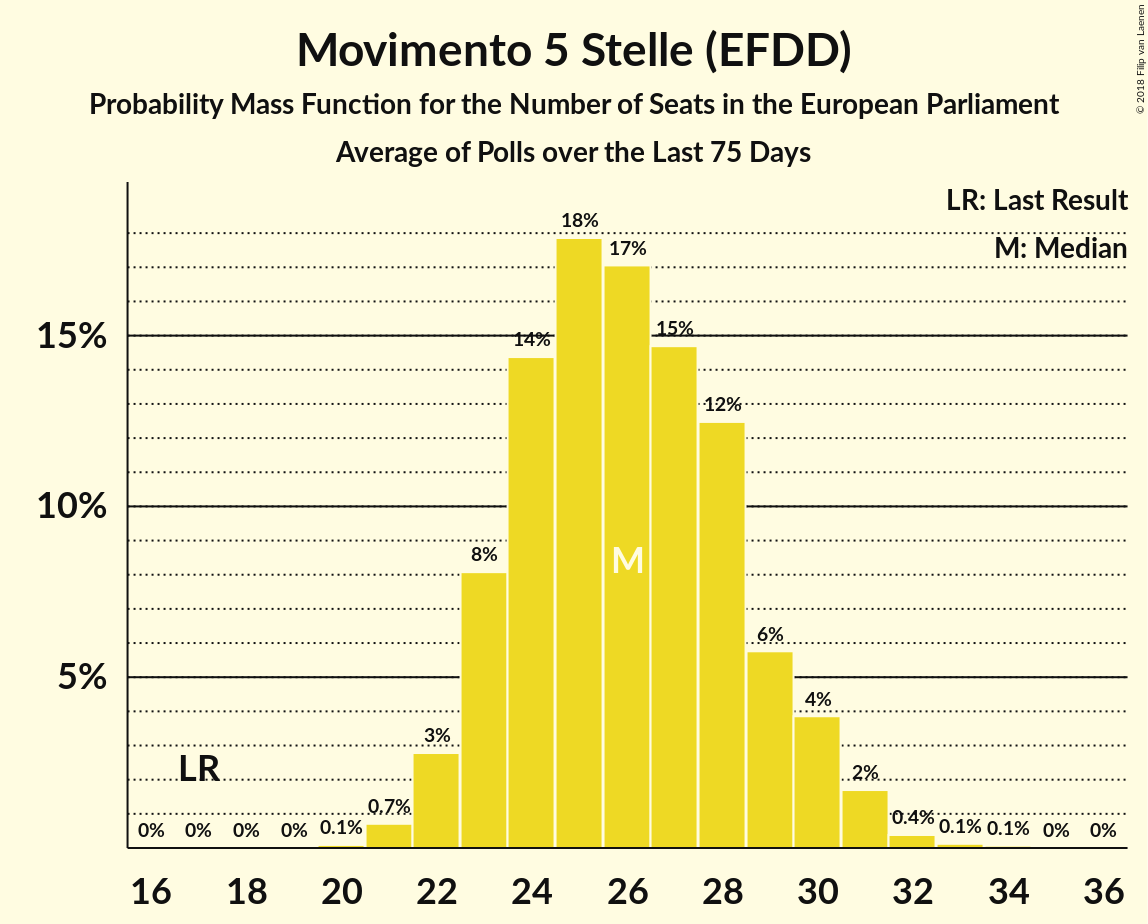 Movimento 5 Stelle (EFDD)
Probability Mass Function for the Number of Seats in the European Parliament
Average of Polls over the Last 75 Days
© 2018 Filip van Laenen
LR: Last Result
M: Median
15%
10%
5%
0%
0%
0%
0%
0.1%
0.7%
3%
8%
14%
18%
17%
15%
12%
6%
4%
2%
0.4%
0.1%
0.1%
0%
0%
LR
M
16 18 20 22 24 26 28 30 32 34 36